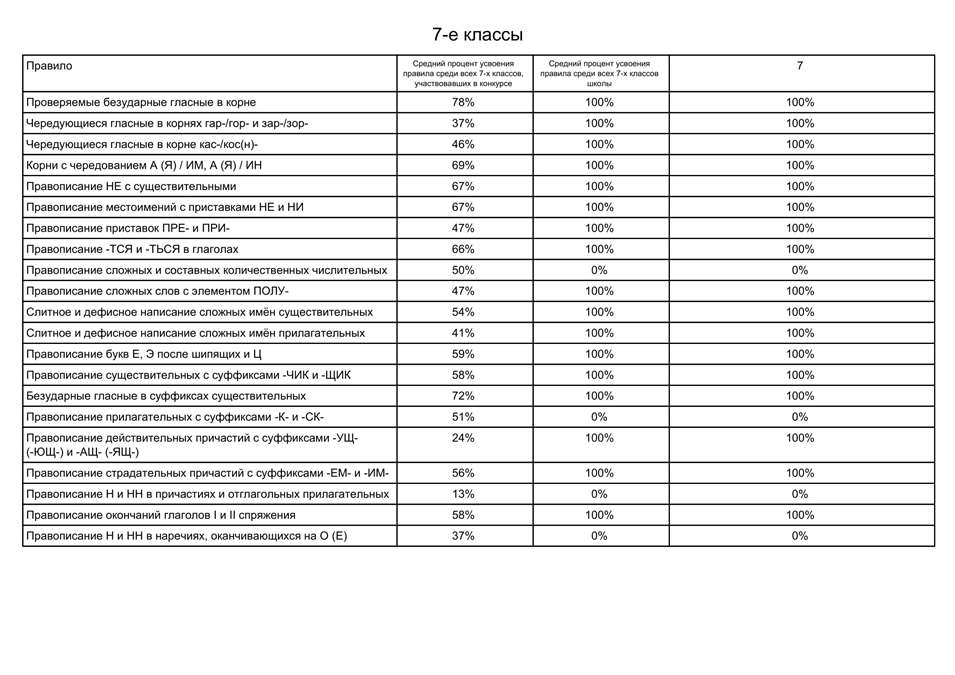 7-е классы
Правило
Средний процент усвоения
правила среди всех 7-х классов,
участвовавших в конкурсе
Средний процент усвоения
правила среди всех 7-х классов
школы
7
Проверяемые безударные гласные в корне 78% 100% 100%
Чередующиеся гласные в корнях гар-/гор- и зар-/зор- 37% 100% 100%
Чередующиеся гласные в корне кас-/кос(н)- 46% 100% 100%
Корни с чередованием А (Я) / ИМ, А (Я) / ИН 69% 100% 100%
Правописание НЕ с существительными 67% 100% 100%
Правописание местоимений с приставками НЕ и НИ 67% 100% 100%
Правописание приставок ПРЕ- и ПРИ- 47% 100% 100%
Правописание -ТСЯ и -ТЬСЯ в глаголах 66% 100% 100%
Правописание сложных и составных количественных числительных 50% 0% 0%
Правописание сложных слов с элементом ПОЛУ- 47% 100% 100%
Слитное и дефисное написание сложных имён существительных 54% 100% 100%
Слитное и дефисное написание сложных имён прилагательных 41% 100% 100%
Правописание букв Е, Э после шипящих и Ц 59% 100% 100%
Правописание существительных с суффиксами -ЧИК и -ЩИК 58% 100% 100%
Безударные гласные в суффиксах существительных 72% 100% 100%
Правописание прилагательных с суффиксами -К- и -СК- 51% 0% 0%
Правописание действительных причастий с суффиксами -УЩ- 24% 100% 100%
(-ЮЩ-) и -АЩ- (-ЯЩ-)
Правописание страдательных причастий с суффиксами -ЕМ- и -ИМ- 56% 100% 100%
Правописание Н и НН в причастиях и отглагольных прилагательных 13% 0% 0%
Правописание окончаний глаголов I и II спряжения 58% 100% 100%
Правописание Н и НН в наречиях, оканчивающихся на О (Е) 37% 0% 0%